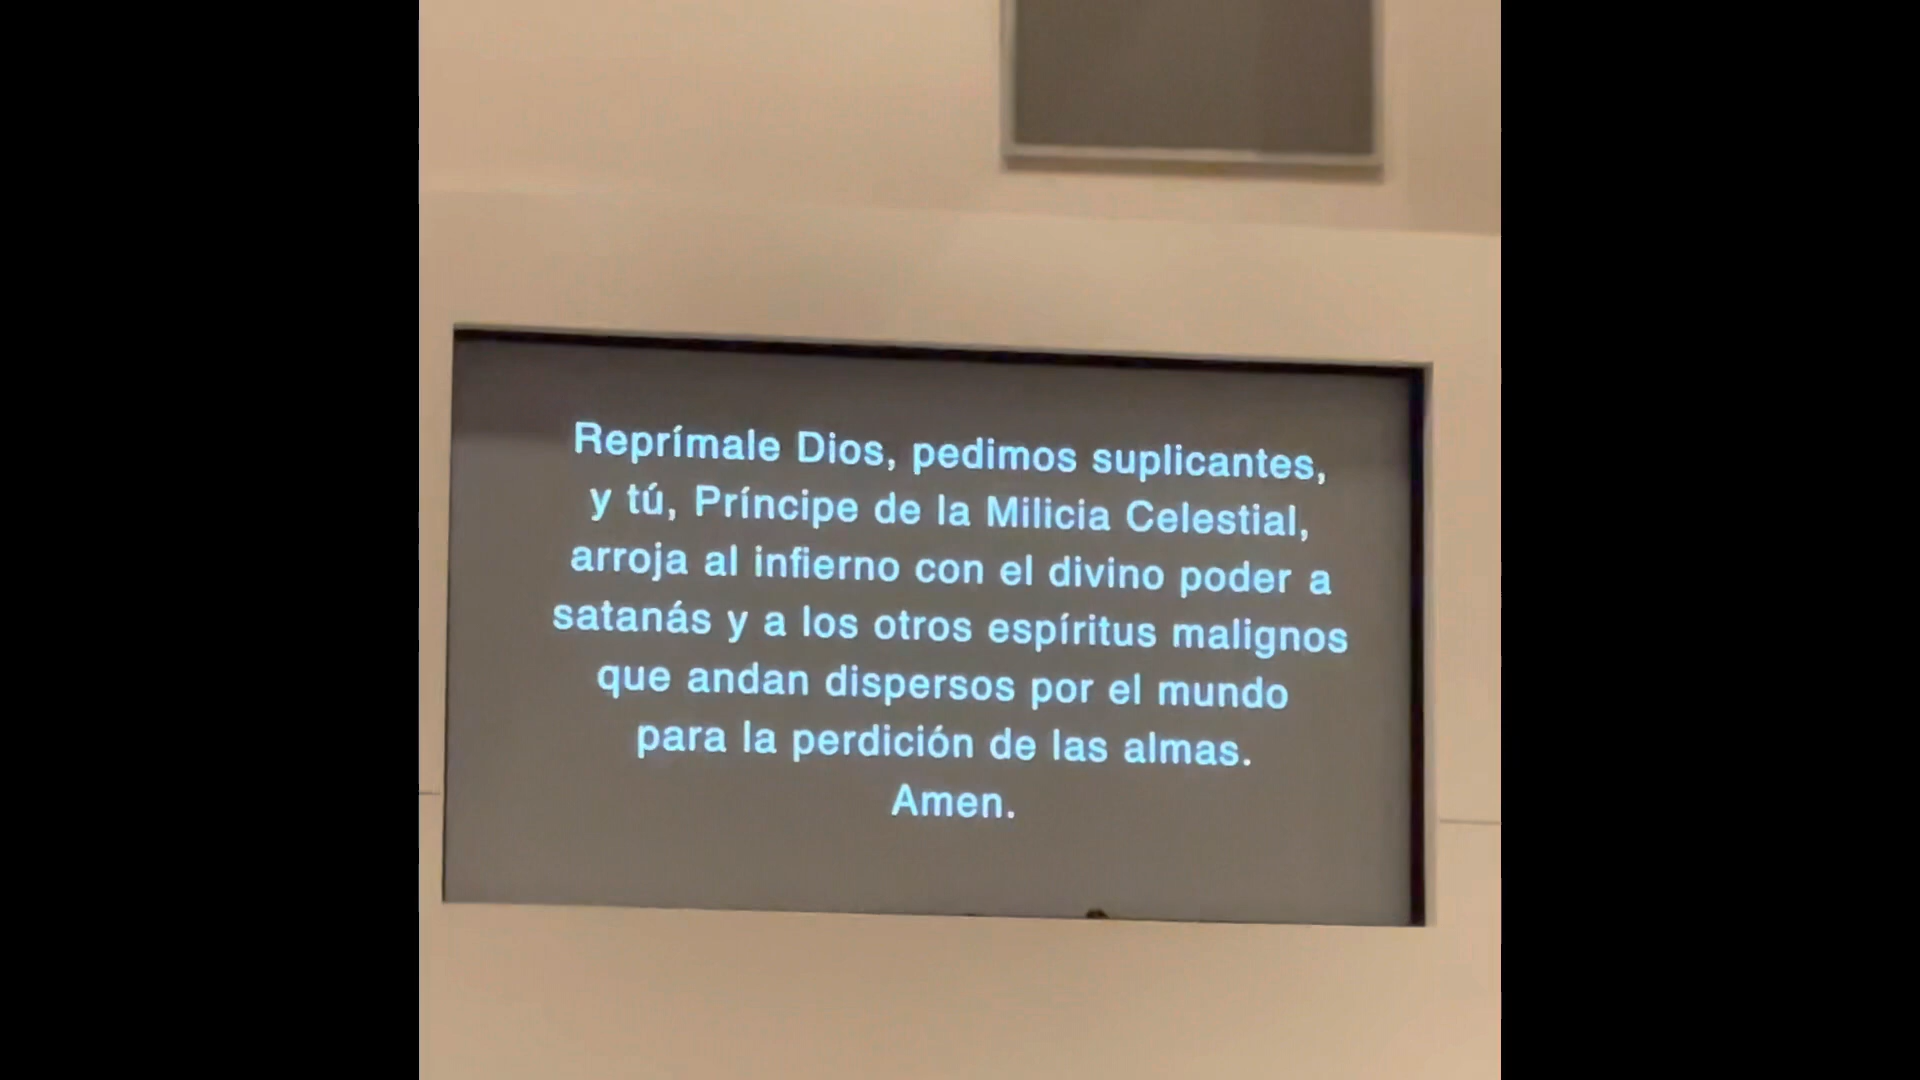 Reprímale Dios, pedimos suplicantes,
y tú, Príncipe de la Milicia Celestial,
arroja al infierno con el divino poder a
satanás y a los otros espíritus malignos
que andan dispersos por el mundo
para la perdición de las almas.
Amen.